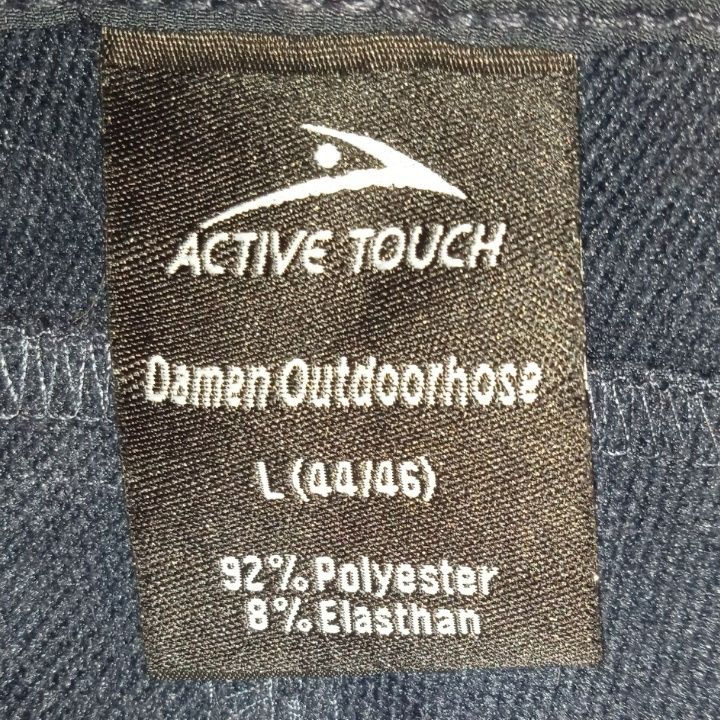 ACTIVE TOUCH
Damen Outdoorhose
L (44/46)
92% Polyester
8% Elasthan